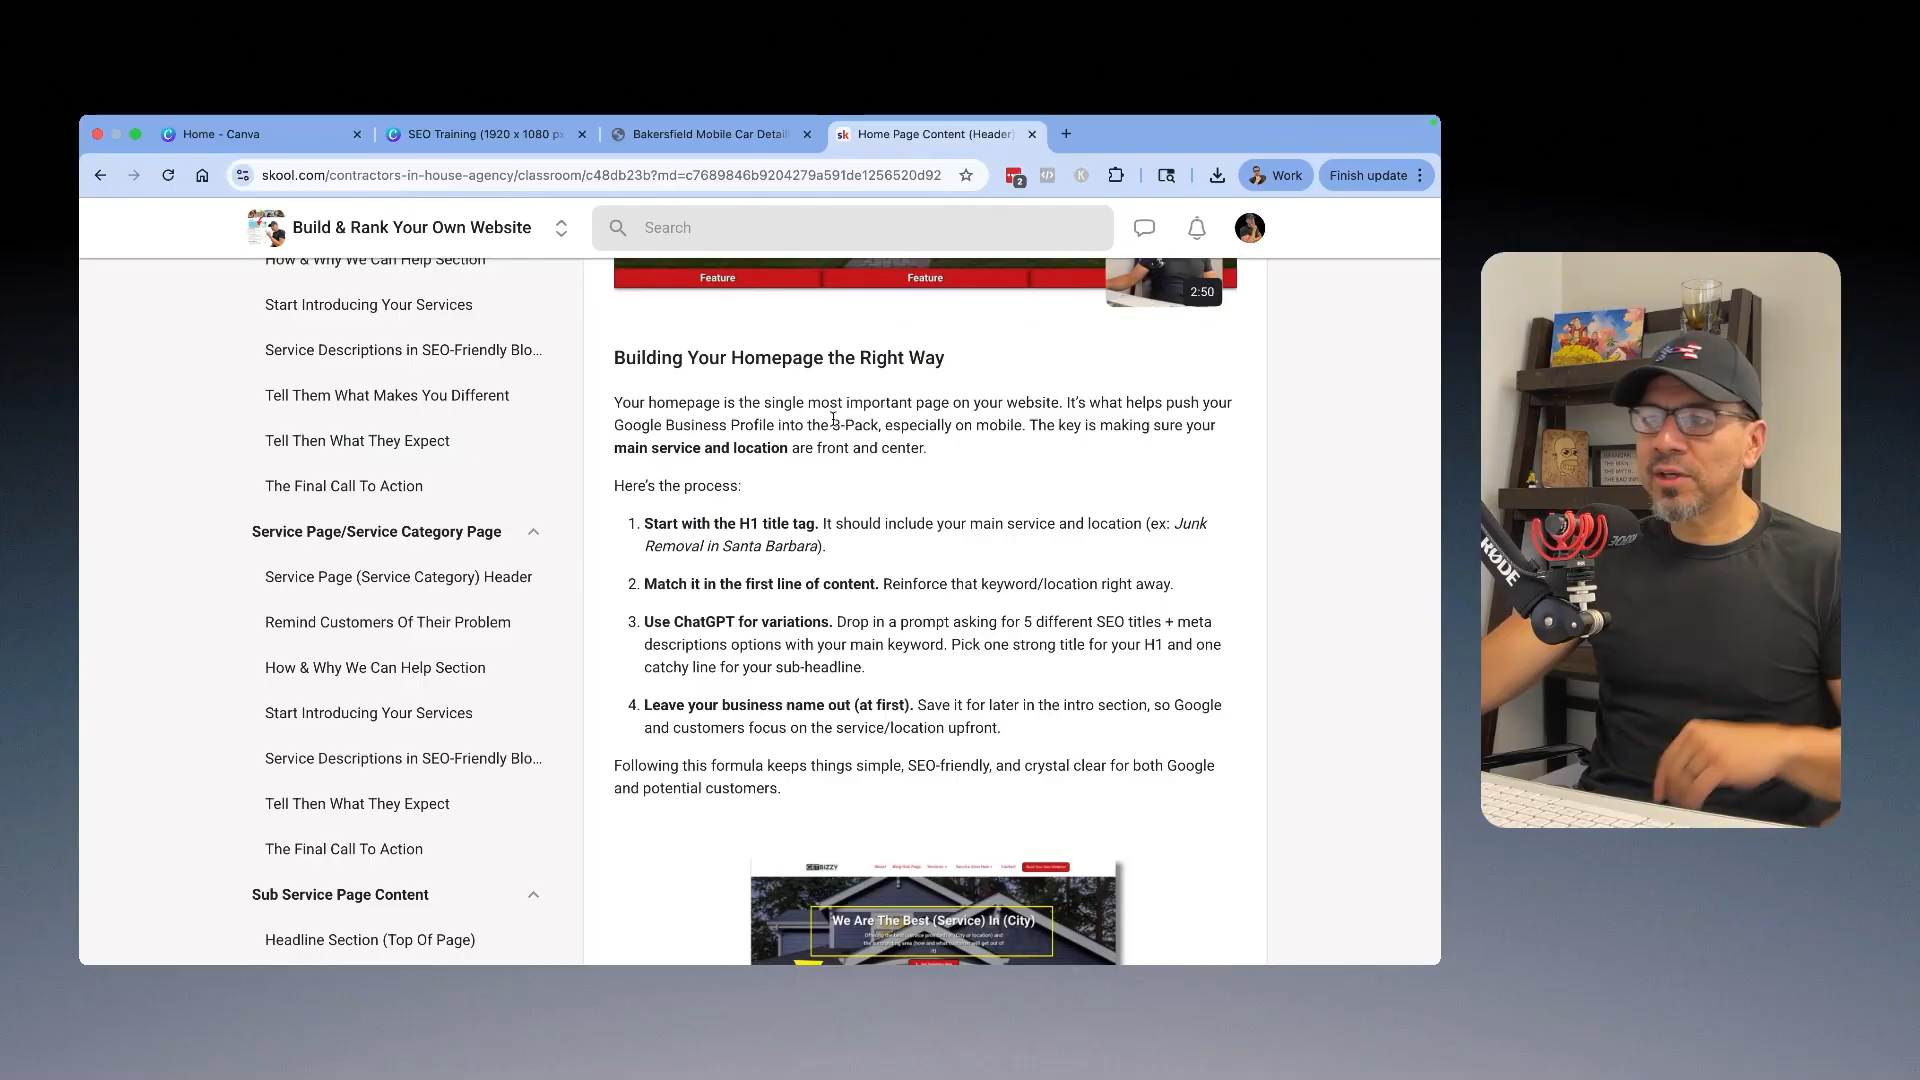 Home - Canva
SEO Training (1920 x 1080 px
Bakersfield Mobile Car Detail
sk Home Page Content (Header)
skool.com/contractors-in-house-agency/classroom/c48db23b?md=c7689846b9204279a591de1256520d92
2
Work
Finish update
Build & Rank Your Own Website
Search
How & Why We Can Help Section
Start Introducing Your Services
Service Descriptions in SEO-Friendly Blo...
Tell Them What Makes You Different
Tell Then What They Expect
The Final Call To Action
Service Page/Service Category Page
Service Page (Service Category) Header
Remind Customers Of Their Problem
How & Why We Can Help Section
Start Introducing Your Services
Service Descriptions in SEO-Friendly Blo...
Tell Then What They Expect
The Final Call To Action
Sub Service Page Content
Headline Section (Top Of Page)
Feature
Feature
2:50
Building Your Homepage the Right Way
Your homepage is the single most important page on your website. It's what helps push your
Google Business Profile into the 3-Pack, especially on mobile. The key is making sure your
main service and location are front and center.
Here's the process:
1. Start with the H1 title tag. It should include your main service and location (ex: Junk
Removal in Santa Barbara).
2. Match it in the first line of content. Reinforce that keyword/location right away.
3. Use ChatGPT for variations. Drop in a prompt asking for 5 different SEO titles + meta
descriptions options with your main keyword. Pick one strong title for your H1 and one
catchy line for your sub-headline.
4. Leave your business name out (at first). Save it for later in the intro section, so Google
and customers focus on the service/location upfront.
Following this formula keeps things simple, SEO-friendly, and crystal clear for both Google
and potential customers.
GETBIZZY
We Are The Best (Service) In (City)
RODE